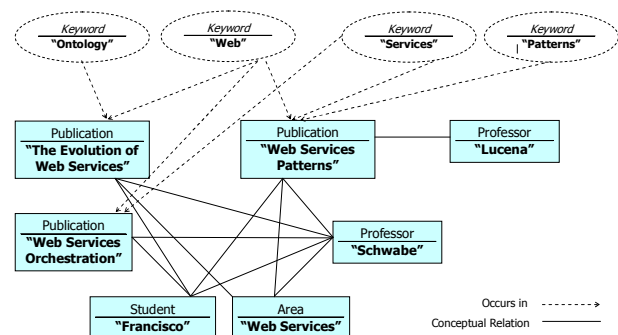 Keyword
"Ontology"
Keyword
"Web"
Keyword
"Services"
Keyword
"Patterns"
Publication
"The Evolution of
Web Services"
Publication
"Web Services
Patterns"
Professor
"Lucena"
Publication
"Web Services
Orchestration"
Professor
"Schwabe"
Student
"Francisco"
Area
"Web Services"
Occurs in
Conceptual Relation